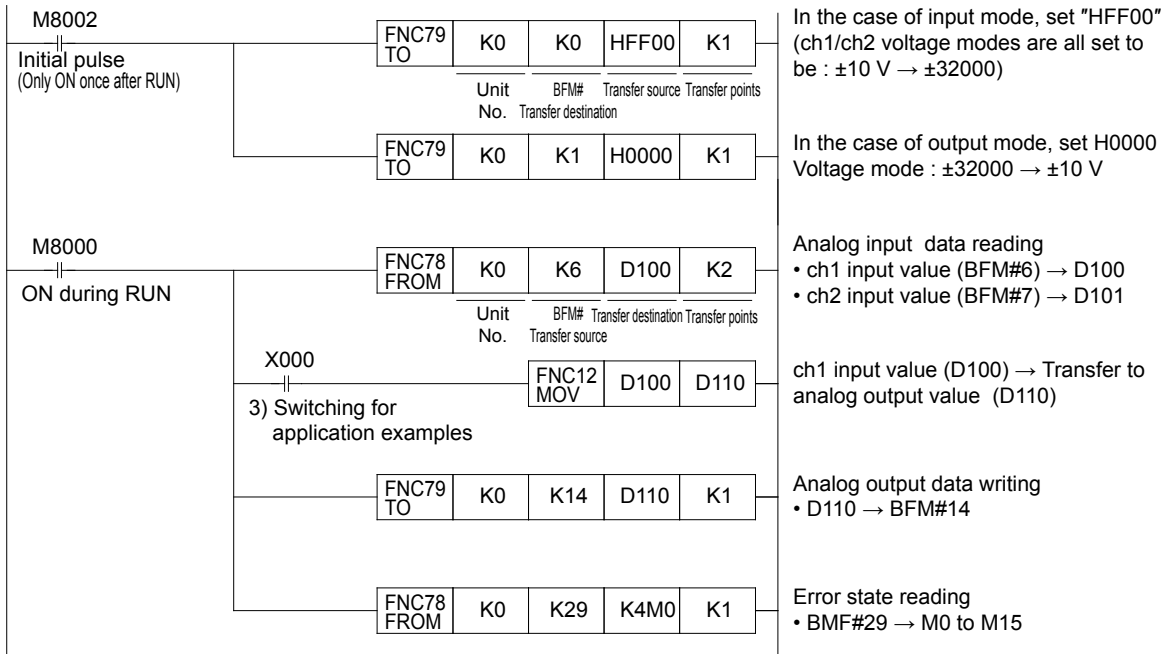 M8002
Initial pulse
(Only ON once after RUN)
FNC79
TO
K0
K0
HFF00
K1
Unit
No.
BFM#
Transfer destination
Transfer source
Transfer points
In the case of input mode, set "HFF00"
(ch1/ch2 voltage modes are all set to
be : ±10 V → ±32000)
FNC79
TO
K0
K1
H0000
K1
In the case of output mode, set H0000
Voltage mode : ±32000 → ±10 V
M8000
ON during RUN
FNC78
FROM
K0
K6
D100
K2
Unit
No.
BFM#
Transfer source
Transfer destination
Transfer points
Analog input data reading
• ch1 input value (BFM#6) → D100
• ch2 input value (BFM#7) → D101
X000
3) Switching for
application examples
FNC12
MOV
D100
D110
ch1 input value (D100) → Transfer to
analog output value (D110)
FNC79
TO
K0
K14
D110
K1
Analog output data writing
• D110 → BFM#14
FNC78
FROM
K0
K29
K4M0
K1
Error state reading
• BMF#29 → M0 to M15